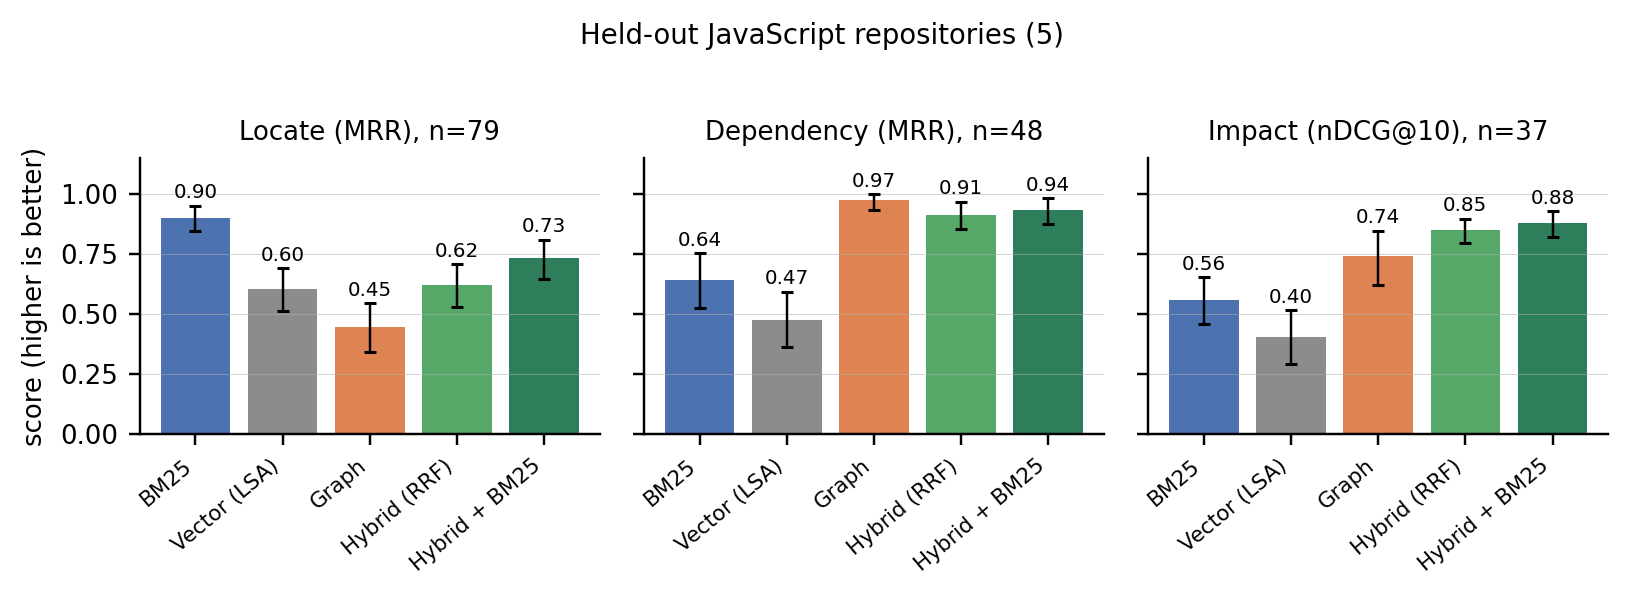 Held-out JavaScript repositories (5)
score (higher is better)
1.00
0.75
0.50
0.25
0.00
Locate (MRR), n=79
0.90
0.60
0.45
0.62
0.73
BM25
Vector (LSA)
Graph
Hybrid (RRF)
Hybrid + BM25
Dependency (MRR), n=48
0.64
0.47
0.97
0.91
0.94
BM25
Vector (LSA)
Graph
Hybrid (RRF)
Hybrid + BM25
Impact (nDCG@10), n=37
0.56
0.40
0.74
0.85
0.88
BM25
Vector (LSA)
Graph
Hybrid (RRF)
Hybrid + BM25